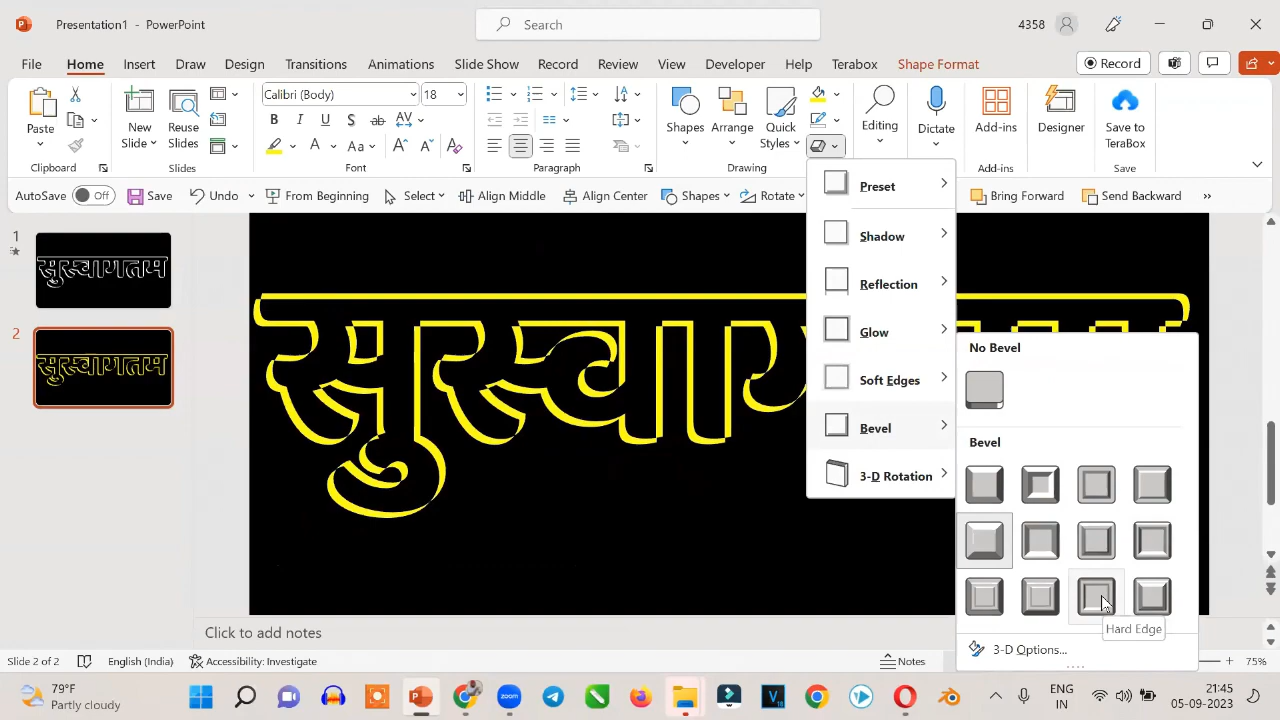 Presentation1 - PowerPoint
Search
4358
File Home Insert Draw Design Transitions Animations Slide Show Record Review View Developer Help Terabox Shape Format
Record
Paste
New Slide
Reuse Slides
Calibri (Body) 18
Shapes
Arrange
Quick Styles
Editing
Dictate
Add-ins
Designer
Save to TeraBox
Clipboard Slides Font Paragraph Drawing Add-ins Save
AutoSave Off Save Undo From Beginning Select Align Middle Align Center Shapes Rotate Bring Forward Send Backward
Preset
Shadow
Reflection
Glow
Soft Edges
Bevel
3-D Rotation
No Bevel
Bevel
Hard Edge
3-D Options...
1
सुस्वागतम
2
सुस्वागतम
Click to add notes
Slide 2 of 2 English (India) Accessibility: Investigate Notes 75%
79°F
Partly cloudy
zoom
ENG
IN
21:45
05-09-2023